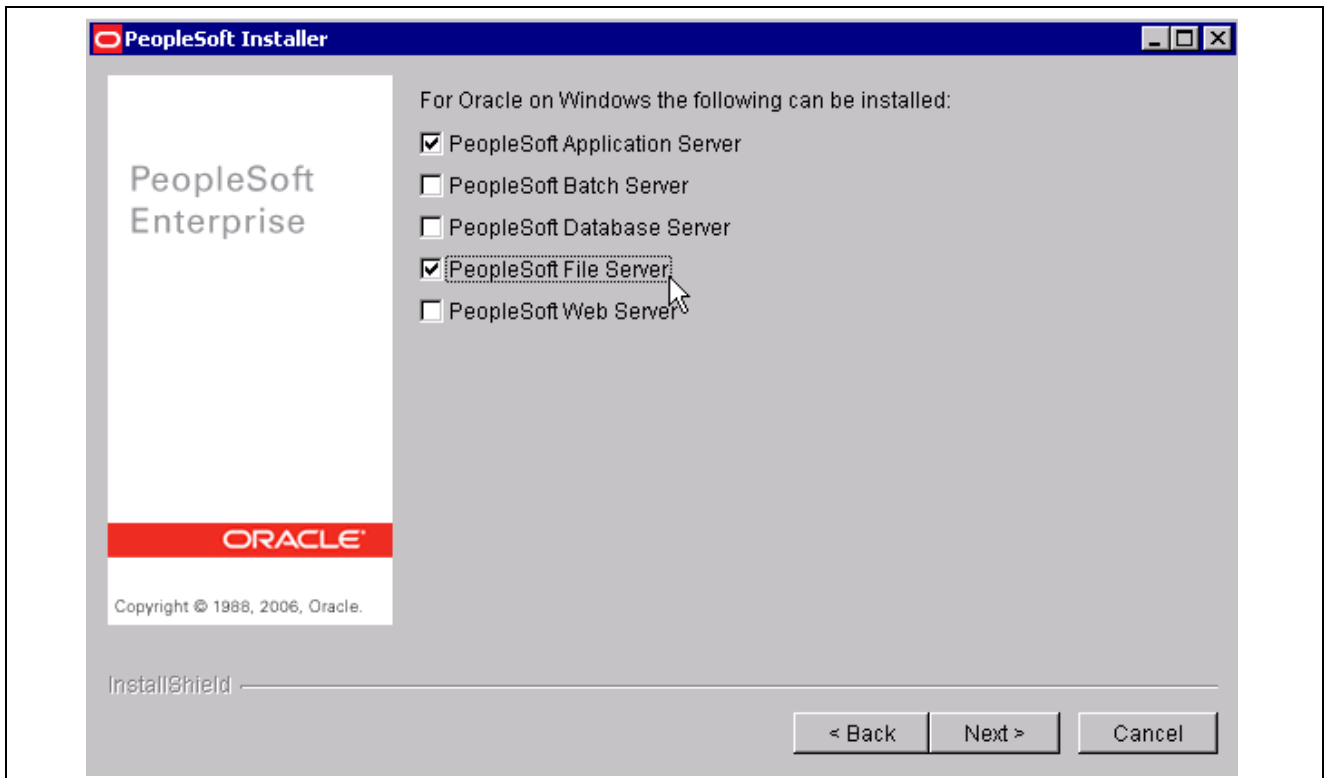 PeopleSoft Installer
For Oracle on Windows the following can be installed:
PeopleSoft Application Server
PeopleSoft Batch Server
PeopleSoft Database Server
PeopleSoft File Server
PeopleSoft Web Server
PeopleSoft
Enterprise
ORACLE
Copyright © 1988, 2006, Oracle.
InstallShield
< Back Next > Cancel